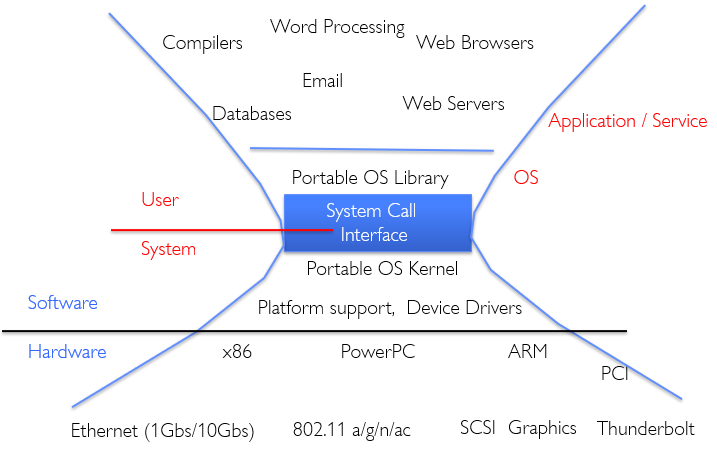 Word Processing
Compilers
Web Browsers
Email
Databases
Web Servers
Application / Service
Portable OS Library
OS
User
System Call
Interface
System
Portable OS Kernel
Software
Platform support, Device Drivers
Hardware
x86
PowerPC
ARM
PCI
Ethernet (1Gbs/10Gbs)
802.11 a/g/n/ac
SCSI
Graphics
Thunderbolt